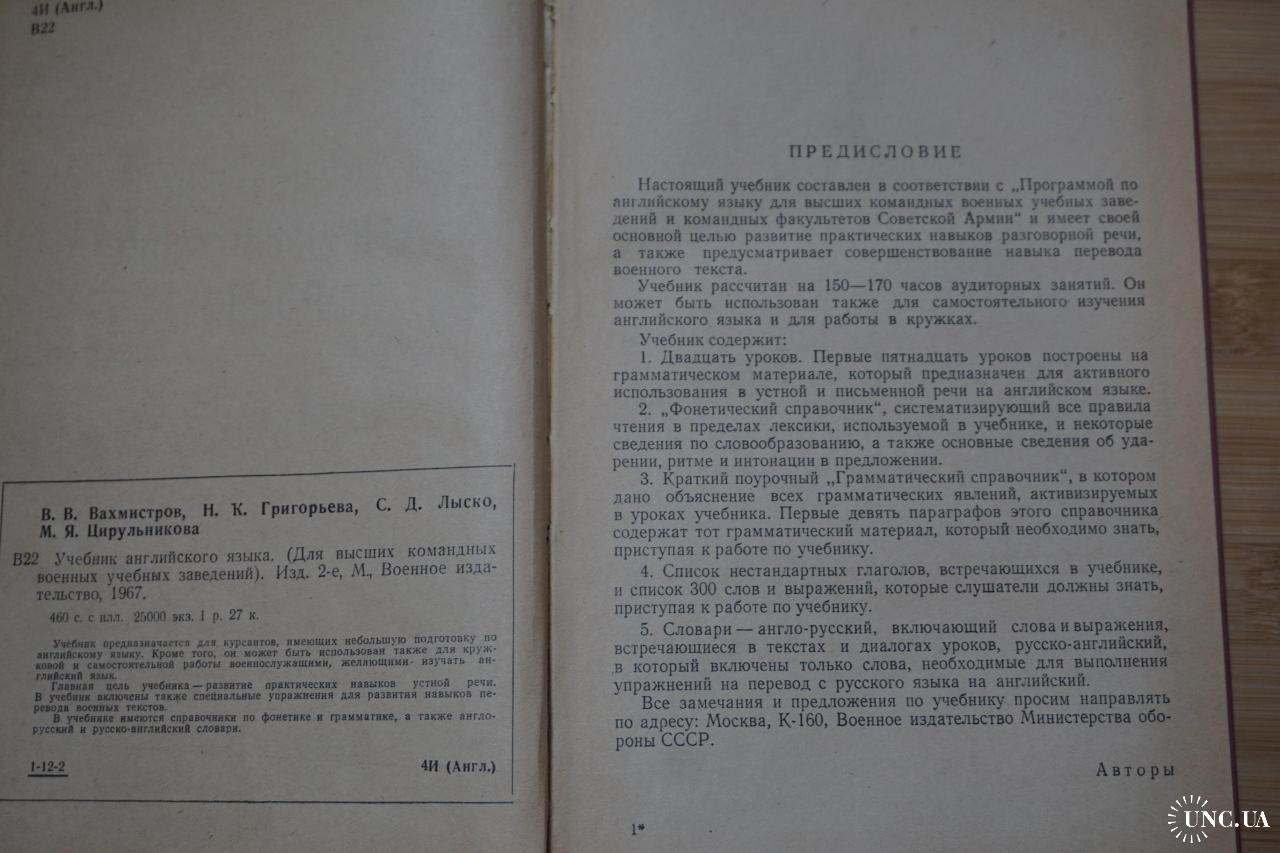 4И (Англ.)
В22
В. В. Вахмистров, Н. К. Григорьева, С. Д. Лыско,
М. Я. Цирульникова
В22 Учебник английского языка. (Для высших командных
военных учебных заведений). Изд. 2-е, М., Военное изда-
тельство, 1967.
460 с. с илл. 25000 экз. 1 р. 27 к.
Учебник предназначается для курсантов, имеющих небольшую подготовку по
английскому языку. Кроме того, он может быть использован также для круж-
ковой и самостоятельной работы военнослужащими, желающими изучать ан-
глийский язык.
Главная цель учебника — развитие практических навыков устной речи.
В учебник включены также специальные упражнения для развития навыков пе-
ревода военных текстов.
В учебнике имеются справочники по фонетике и грамматике, а также англо-
русский и русско-английский словари.
1-12-2
4И (Англ.)
ПРЕДИСЛОВИЕ
Настоящий учебник составлен в соответствии с „Программой по
английскому языку для высших командных военных учебных заве-
дений и командных факультетов Советской Армии“ и имеет своей
основной целью развитие практических навыков разговорной речи,
а также предусматривает совершенствование навыка перевода
военного текста.
Учебник рассчитан на 150—170 часов аудиторных занятий. Он
может быть использован также для самостоятельного изучения
английского языка и для работы в кружках.
Учебник содержит:
1. Двадцать уроков. Первые пятнадцать уроков построены на
грамматическом материале, который предназначен для активного
использования в устной и письменной речи на английском языке.
2. „Фонетический справочник“, систематизирующий все правила
чтения в пределах лексики, используемой в учебнике, и некоторые
сведения по словообразованию, а также основные сведения об уда-
рении, ритме и интонации в предложении.
3. Краткий поурочный „Грамматический справочник“, в котором
дано объяснение всех грамматических явлений, активизируемых
в уроках учебника. Первые девять параграфов этого справочника
содержат тот грамматический материал, который необходимо знать,
приступая к работе по учебнику.
4. Список нестандартных глаголов, встречающихся в учебнике,
и список 300 слов и выражений, которые слушатели должны знать,
приступая к работе по учебнику.
5. Словари — англо-русский, включающий слова и выражения,
встречающиеся в текстах и диалогах уроков, русско-английский,
в который включены только слова, необходимые для выполнения
упражнений на перевод с русского языка на английский.
Все замечания и предложения по учебнику просим направлять
по адресу: Москва, К-160, Военное издательство Министерства обо-
роны СССР.
Авторы
1*
UNC.UA